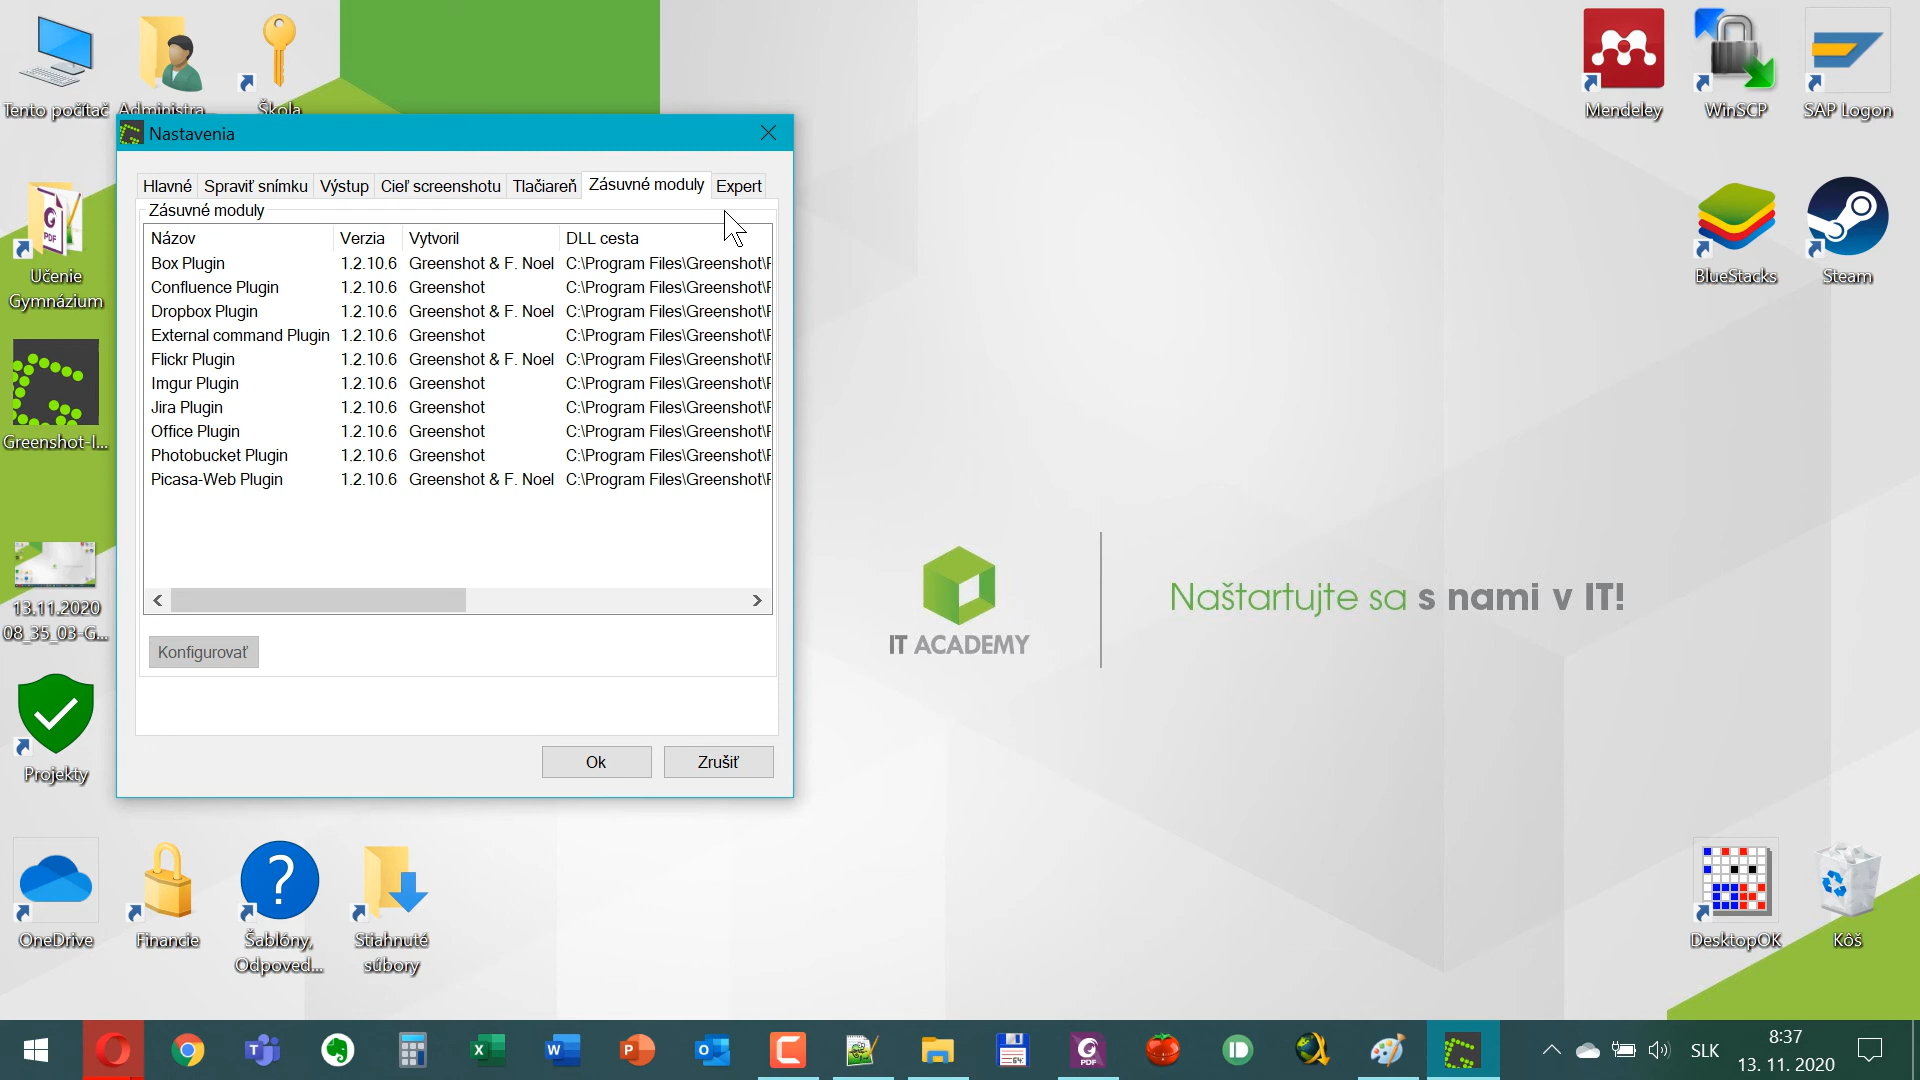 Tento počítač
Administra...
Škola
Mendeley
WinSCP
SAP Logon
Nastavenia
Hlavné Spraviť snímku Výstup Cieľ screenshotu Tlačiareň Zásuvné moduly Expert
Zásuvné moduly
Názov Verzia Vytvoril DLL cesta
Box Plugin 1.2.10.6 Greenshot & F. Noel C:\Program Files\Greenshot\
Confluence Plugin 1.2.10.6 Greenshot C:\Program Files\Greenshot\
Dropbox Plugin 1.2.10.6 Greenshot & F. Noel C:\Program Files\Greenshot\
External command Plugin 1.2.10.6 Greenshot C:\Program Files\Greenshot\
Flickr Plugin 1.2.10.6 Greenshot & F. Noel C:\Program Files\Greenshot\
Imgur Plugin 1.2.10.6 Greenshot C:\Program Files\Greenshot\
Jira Plugin 1.2.10.6 Greenshot C:\Program Files\Greenshot\
Office Plugin 1.2.10.6 Greenshot C:\Program Files\Greenshot\
Photobucket Plugin 1.2.10.6 Greenshot C:\Program Files\Greenshot\
Picasa-Web Plugin 1.2.10.6 Greenshot & F. Noel C:\Program Files\Greenshot\
Konfigurovať
Ok
Zrušiť
PDF
Učenie
Gymnázium
Greenshot-I...
13.11.2020
08_35_03-G...
Projekty
BlueStacks
Steam
IT ACADEMY
Naštartujte sa s nami v IT!
OneDrive
Financie
Šablóny,
Odpoved...
Stiahnuté
súbory
DesktopOK
Kôš
64
PDF
SLK
8:37
13. 11. 2020